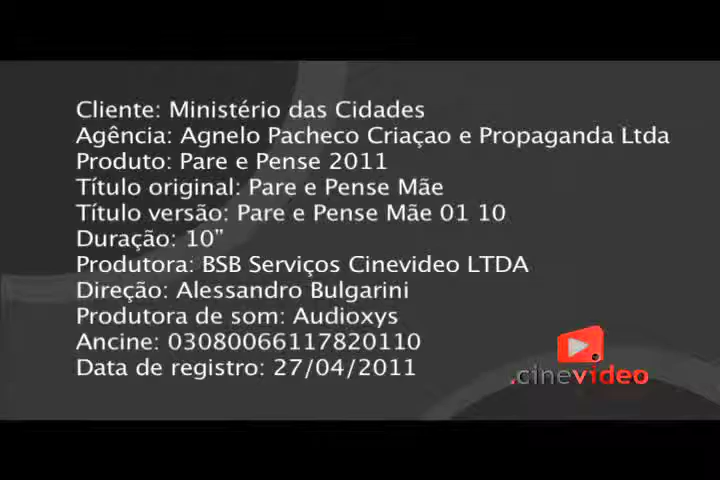 Cliente: Ministério das Cidades
Agência: Agnelo Pacheco Criaçao e Propaganda Ltda
Produto: Pare e Pense 2011
Título original: Pare e Pense Mãe
Título versão: Pare e Pense Mãe 01 10
Duração: 10”
Produtora: BSB Serviços Cinevideo LTDA
Direção: Alessandro Bulgarini
Produtora de som: Audioxys
Ancine: 03080066117820110
Data de registro: 27/04/2011
.cinevideo